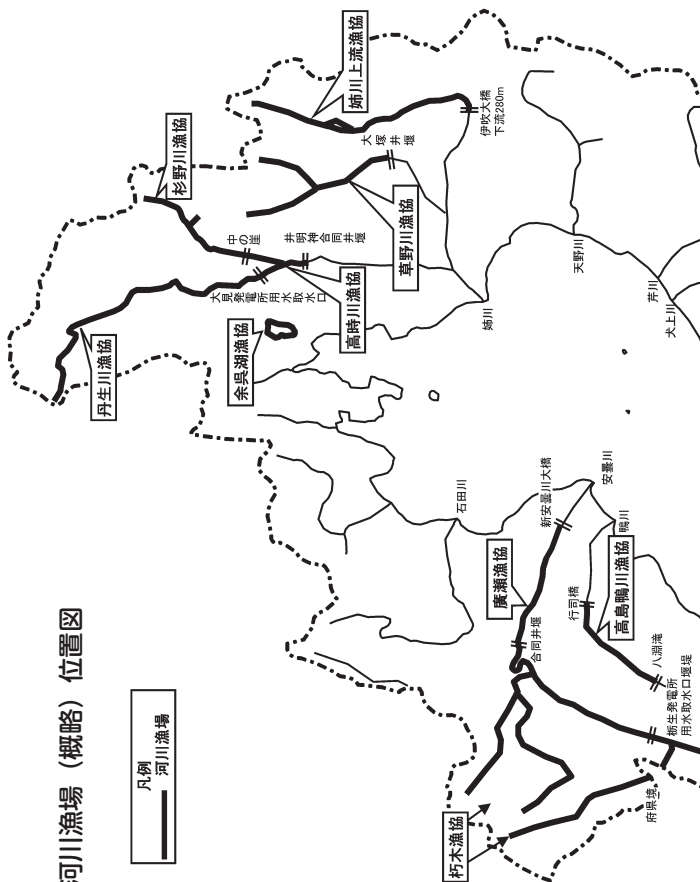 河川漁場（概略）位置図
凡例
河川漁場
丹生川漁協
杉野川漁協
姉川上流漁協
草野川漁協
高時川漁協
余呉湖漁協
中の崖
井明神合同井堰
大見発電所用水取水口
大塚井堰
伊吹大橋
下流280m
姉川
天野川
芹川
犬上川
石田川
新安曇川大橋
安曇川
鴨川
廣瀬漁協
合同井堰
行司橋
高島鴨川漁協
八淵滝
栃生発電所
用水取水口堰堤
朽木漁協
府県境